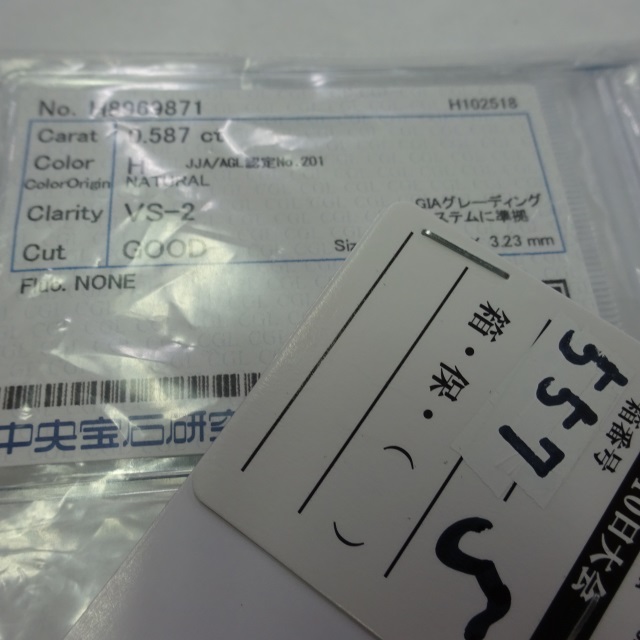 No. M8969871
H102518
Carat 0.587 ct
Color H JJA/AGL認定No.201
ColorOrigin NATURAL
Clarity VS-2
GIAグレーディング
システムに準拠
Cut GOOD
3.23 mm
Fluo. NONE
中央宝石研究
箱・保・( )
557
番号
10日大会